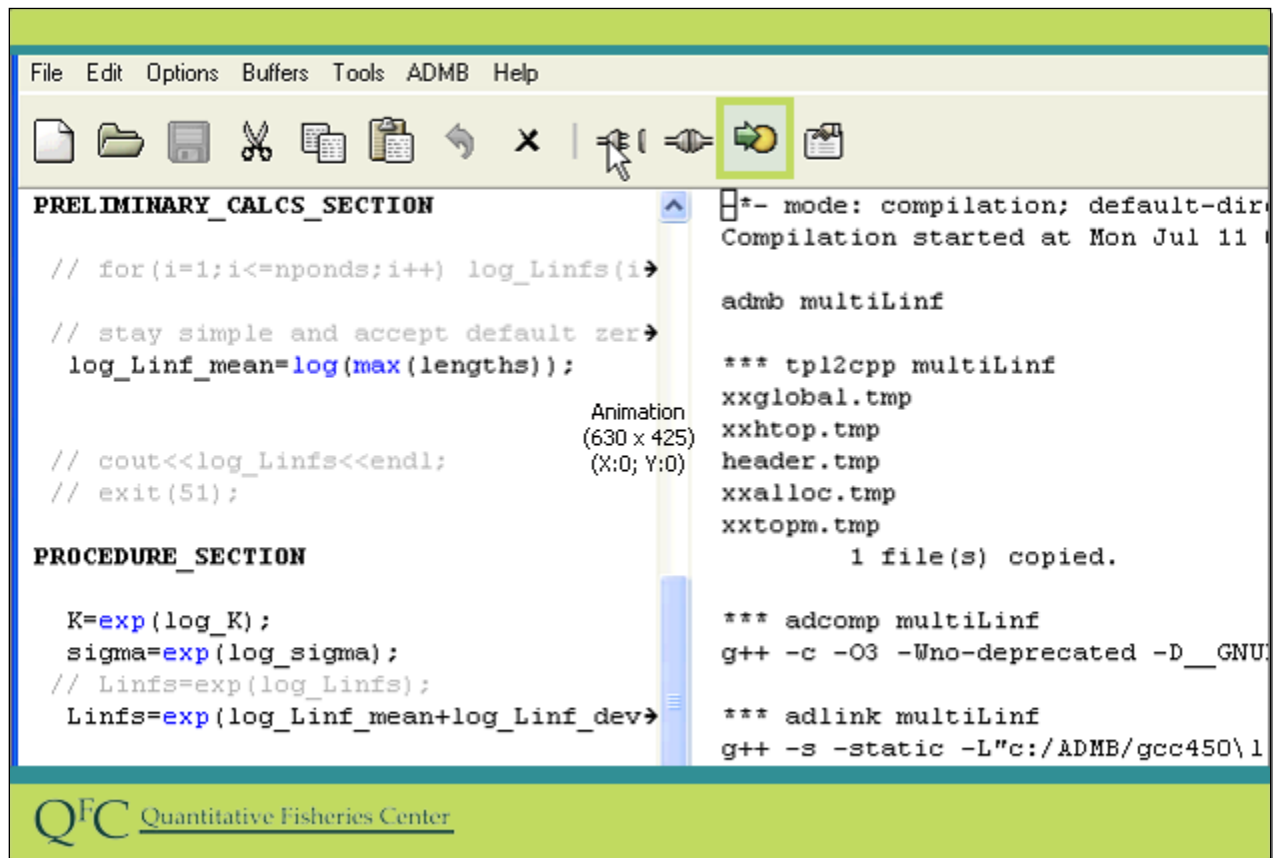 File Edit Options Buffers Tools ADMB Help
PRELIMINARY_CALCS_SECTION
// for(i=1;i<=nponds;i++) log_Linfs(i
// stay simple and accept default zer
log_Linf_mean=log(max(lengths));
// cout<<log_Linfs<<endl;
// exit(51);
PROCEDURE_SECTION
K=exp(log_K);
sigma=exp(log_sigma);
// Linfs=exp(log_Linfs);
Linfs=exp(log_Linf_mean+log_Linf_dev
Animation
(630 x 425)
(X:0; Y:0)
*- mode: compilation; default-dir
Compilation started at Mon Jul 11
admb multiLinf
*** tpl2cpp multiLinf
xxglobal.tmp
xxhtop.tmp
header.tmp
xxalloc.tmp
xxtopm.tmp
1 file(s) copied.
*** adcomp multiLinf
g++ -c -O3 -Wno-deprecated -D__GNU
*** adlink multiLinf
g++ -s -static -L"c:/ADMB/gcc450\l
QFC Quantitative Fisheries Center